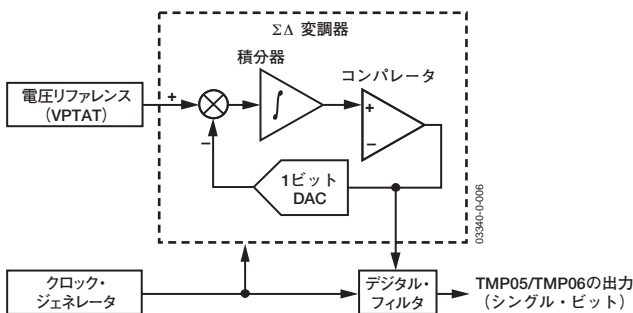 ΣΔ 変調器
積分器
コンパレータ
電圧リファレンス
(VPTAT)
+
−
∫
+
−
1ビット
DAC
03340-0-006
クロック・
ジェネレータ
デジタル・
フィルタ
TMP05/TMP06の出力
(シングル・ビット)